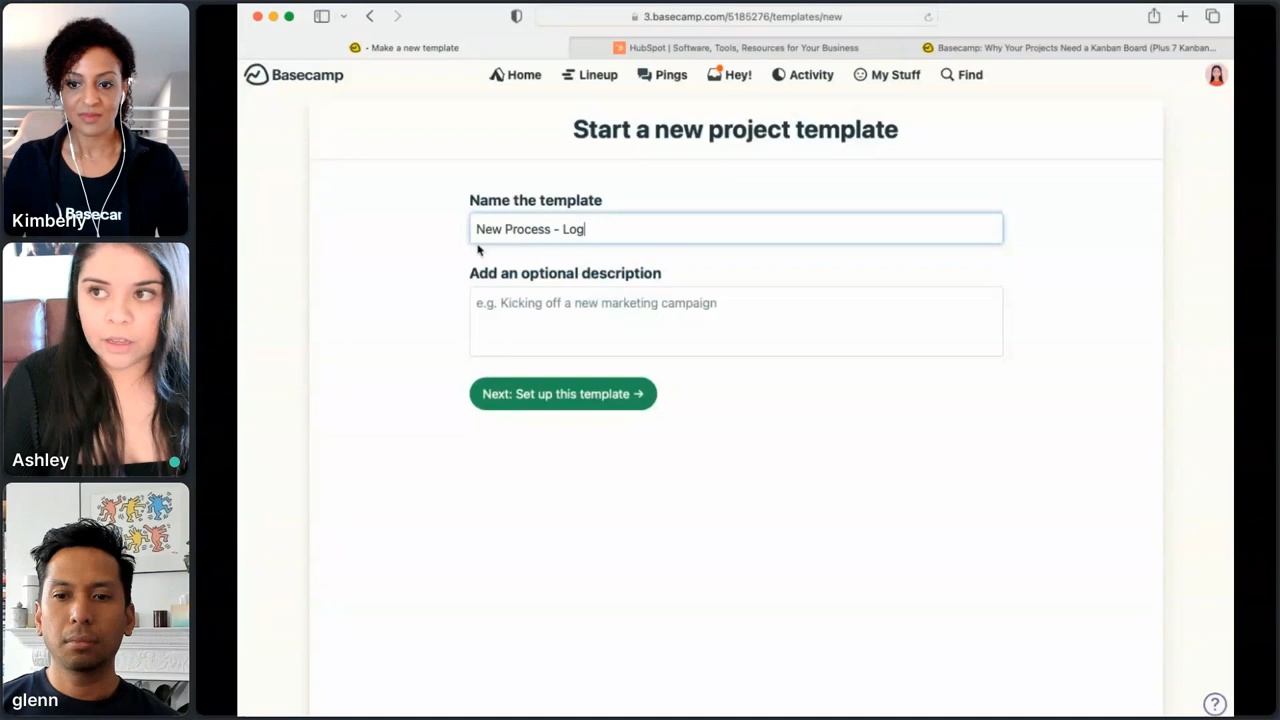 3.basecamp.com/5185276/templates/new
• Make a new template
HubSpot | Software, Tools, Resources for Your Business
Basecamp: Why Your Projects Need a Kanban Board (Plus 7 Kanban...
Basecamp
Home
Lineup
Pings
Hey!
Activity
My Stuff
Find
Start a new project template
Name the template
New Process - Log
Add an optional description
e.g. Kicking off a new marketing campaign
Next: Set up this template →
?
Basecar
Kimberly
Ashley
glenn